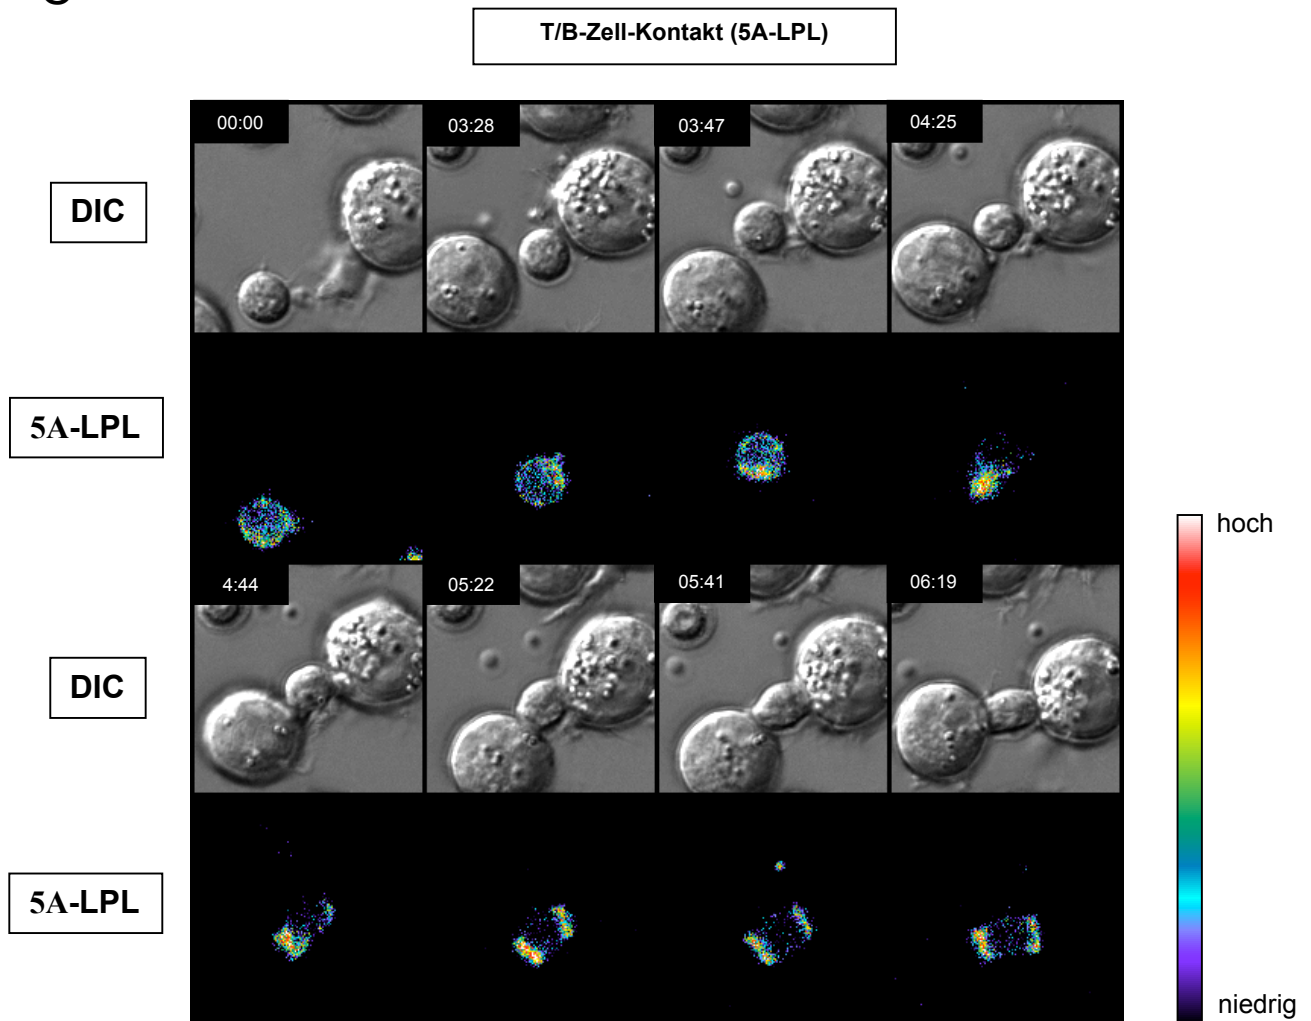 T/B-Zell-Kontakt (5A-LPL)
00:00
03:28
03:47
04:25
DIC
5A-LPL
hoch
4:44
05:22
05:41
06:19
DIC
5A-LPL
niedrig